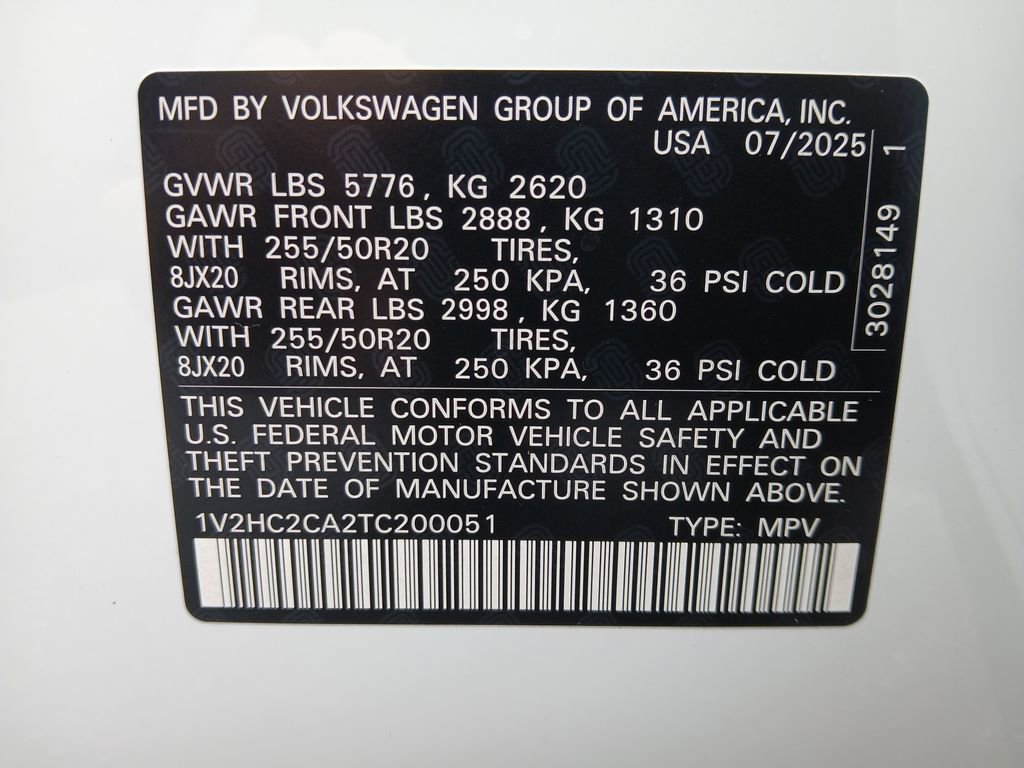 MFD BY VOLKSWAGEN GROUP OF AMERICA, INC.
USA 07/2025
GVWR LBS 5776, KG 2620
GAWR FRONT LBS 2888, KG 1310
WITH 255/50R20 TIRES,
8JX20 RIMS, AT 250 KPA, 36 PSI COLD
GAWR REAR LBS 2998, KG 1360
WITH 255/50R20 TIRES,
8JX20 RIMS, AT 250 KPA, 36 PSI COLD
THIS VEHICLE CONFORMS TO ALL APPLICABLE
U.S. FEDERAL MOTOR VEHICLE SAFETY AND
THEFT PREVENTION STANDARDS IN EFFECT ON
THE DATE OF MANUFACTURE SHOWN ABOVE.
1V2HC2CA2TC200051 TYPE: MPV
3028149 1